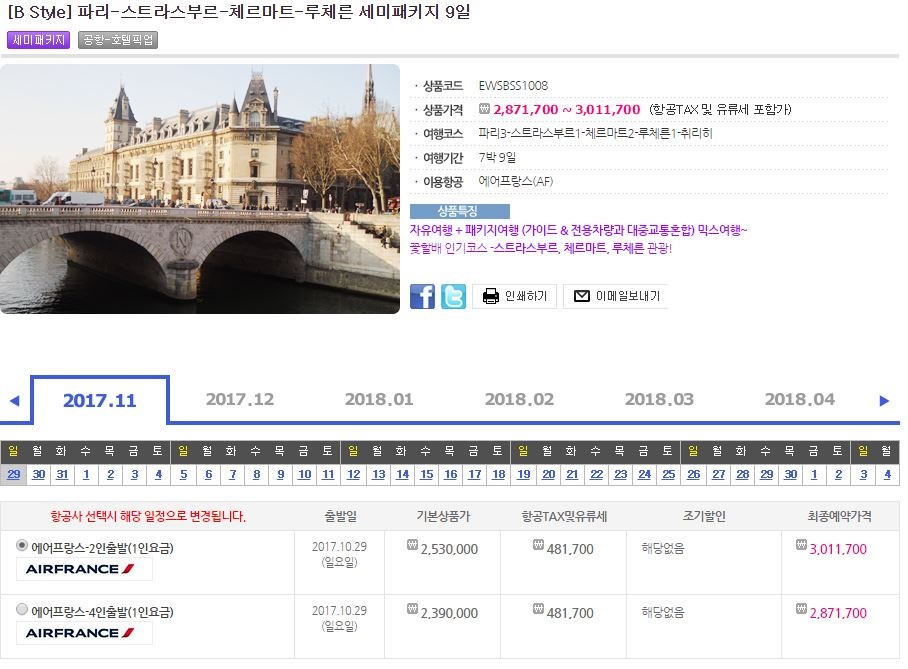 [B Style] 파리-스트라스부르-체르마트-루체른 세미패키지 9일
세미패키지 공항-호텔픽업
· 상품코드 EWSBSS1008
· 상품가격 ₩ 2,871,700 ~ 3,011,700 (항공TAX 및 유류세 포함가)
· 여행코스 파리3-스트라스부르1-체르마트2-루체른1-취리히
· 여행기간 7박 9일
· 이용항공 에어프랑스(AF)
상품특징
자유여행 + 패키지여행 (가이드 & 전용차량과 대중교통혼합) 믹스여행~
꽃할배 인기코스 -스트라스부르, 체르마트, 루체른 관광!
f t 인쇄하기 이메일보내기
N
◀ 2017.11 2017.12 2018.01 2018.02 2018.03 2018.04 ▶
일 월 화 수 목 금 토 일 월 화 수 목 금 토 일 월 화 수 목 금 토 일 월 화 수 목 금 토 일 월 화 수 목 금 토 일 월
29 30 31 1 2 3 4 5 6 7 8 9 10 11 12 13 14 15 16 17 18 19 20 21 22 23 24 25 26 27 28 29 30 1 2 3 4
항공사 선택시 해당 일정으로 변경됩니다. 출발일 기본상품가 항공TAX및유류세 조기할인 최종예약가격
에어프랑스-2인출발(1인요금) 2017.10.29 ₩ 2,530,000 ₩ 481,700 해당없음 ₩ 3,011,700
AIRFRANCE (일요일)
에어프랑스-4인출발(1인요금) 2017.10.29 ₩ 2,390,000 ₩ 481,700 해당없음 ₩ 2,871,700
AIRFRANCE (일요일)